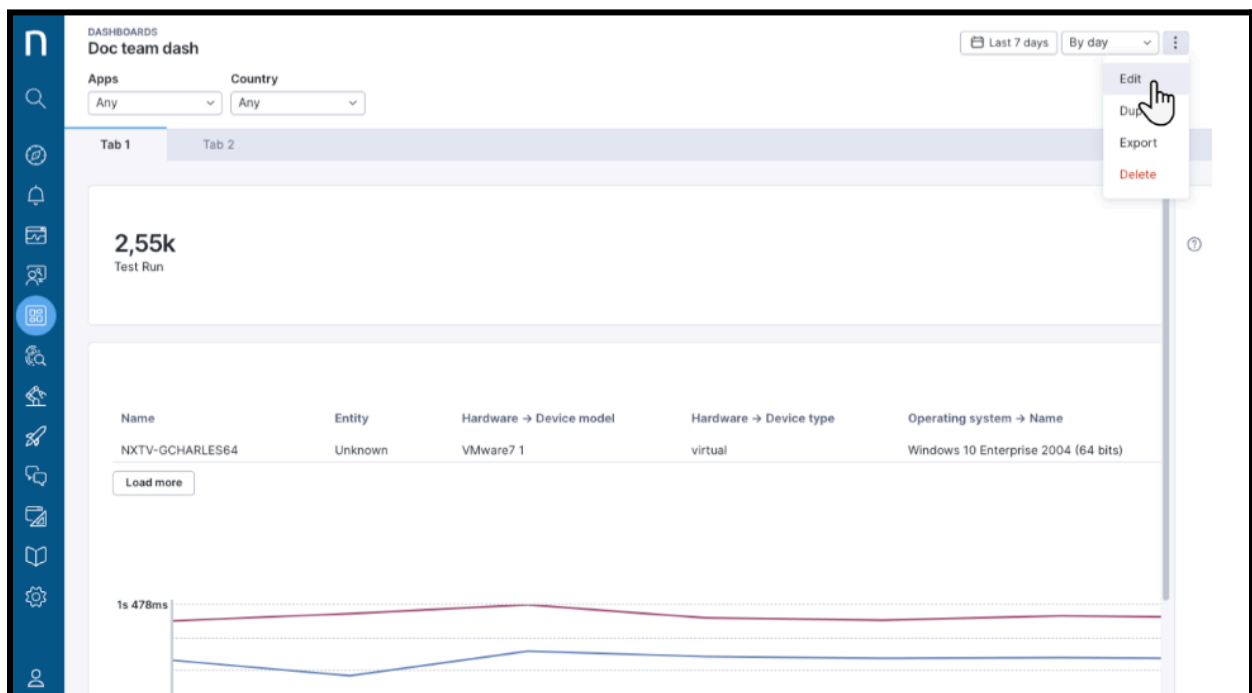 n
DASHBOARDS
Doc team dash
Last 7 days
By day
Edit
Export
Delete
Apps
Country
Any
Any
Tab 1
Tab 2
2,55k
Test Run
Name Entity Hardware → Device model Hardware → Device type Operating system → Name
NXTV-GCHARLES64 Unknown VMware7 1 virtual Windows 10 Enterprise 2004 (64 bits)
Load more
1s 478ms